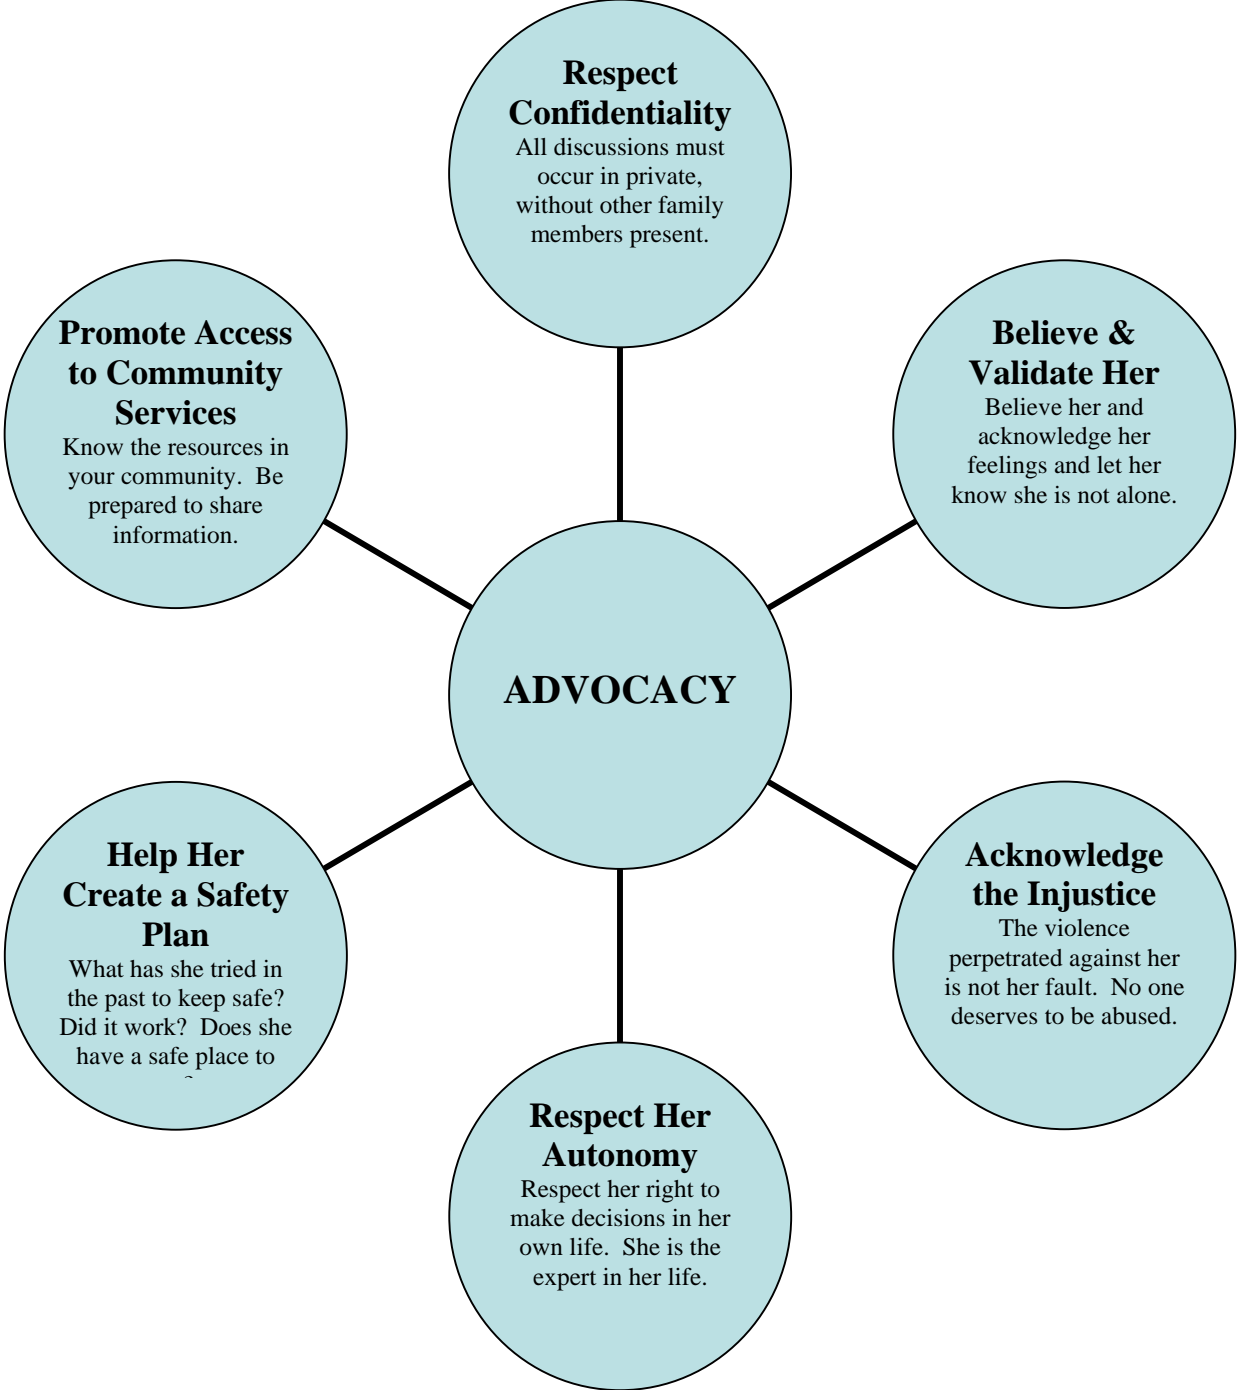 Respect
Confidentiality
All discussions must
occur in private,
without other family
members present.
Believe &
Validate Her
Believe her and
acknowledge her
feelings and let her
know she is not alone.
Acknowledge
the Injustice
The violence
perpetrated against her
is not her fault.  No one
deserves to be abused.
Respect Her
Autonomy
Respect her right to
make decisions in her
own life.  She is the
expert in her life.
Help Her
Create a Safety
Plan
What has she tried in
the past to keep safe?
Did it work?  Does she
have a safe place to
Promote Access
to Community
Services
Know the resources in
your community.  Be
prepared to share
information.
ADVOCACY